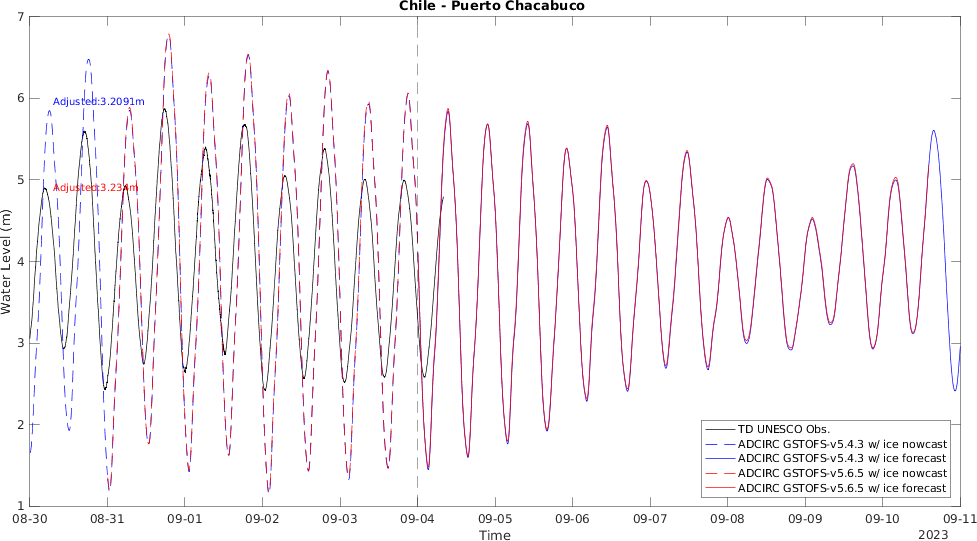 Chile - Puerto Chacabuco
7
6
5
4
3
2
1
Water Level (m)
Adjusted:3.2091m
Adjusted:3.234m
TD UNESCO Obs.
ADCIRC GSTOFS-v5.4.3 w/ ice nowcast
ADCIRC GSTOFS-v5.4.3 w/ ice forecast
ADCIRC GSTOFS-v5.6.5 w/ ice nowcast
ADCIRC GSTOFS-v5.6.5 w/ ice forecast
08-30 08-31 09-01 09-02 09-03 09-04 09-05 09-06 09-07 09-08 09-09 09-10 09-11
Time
2023